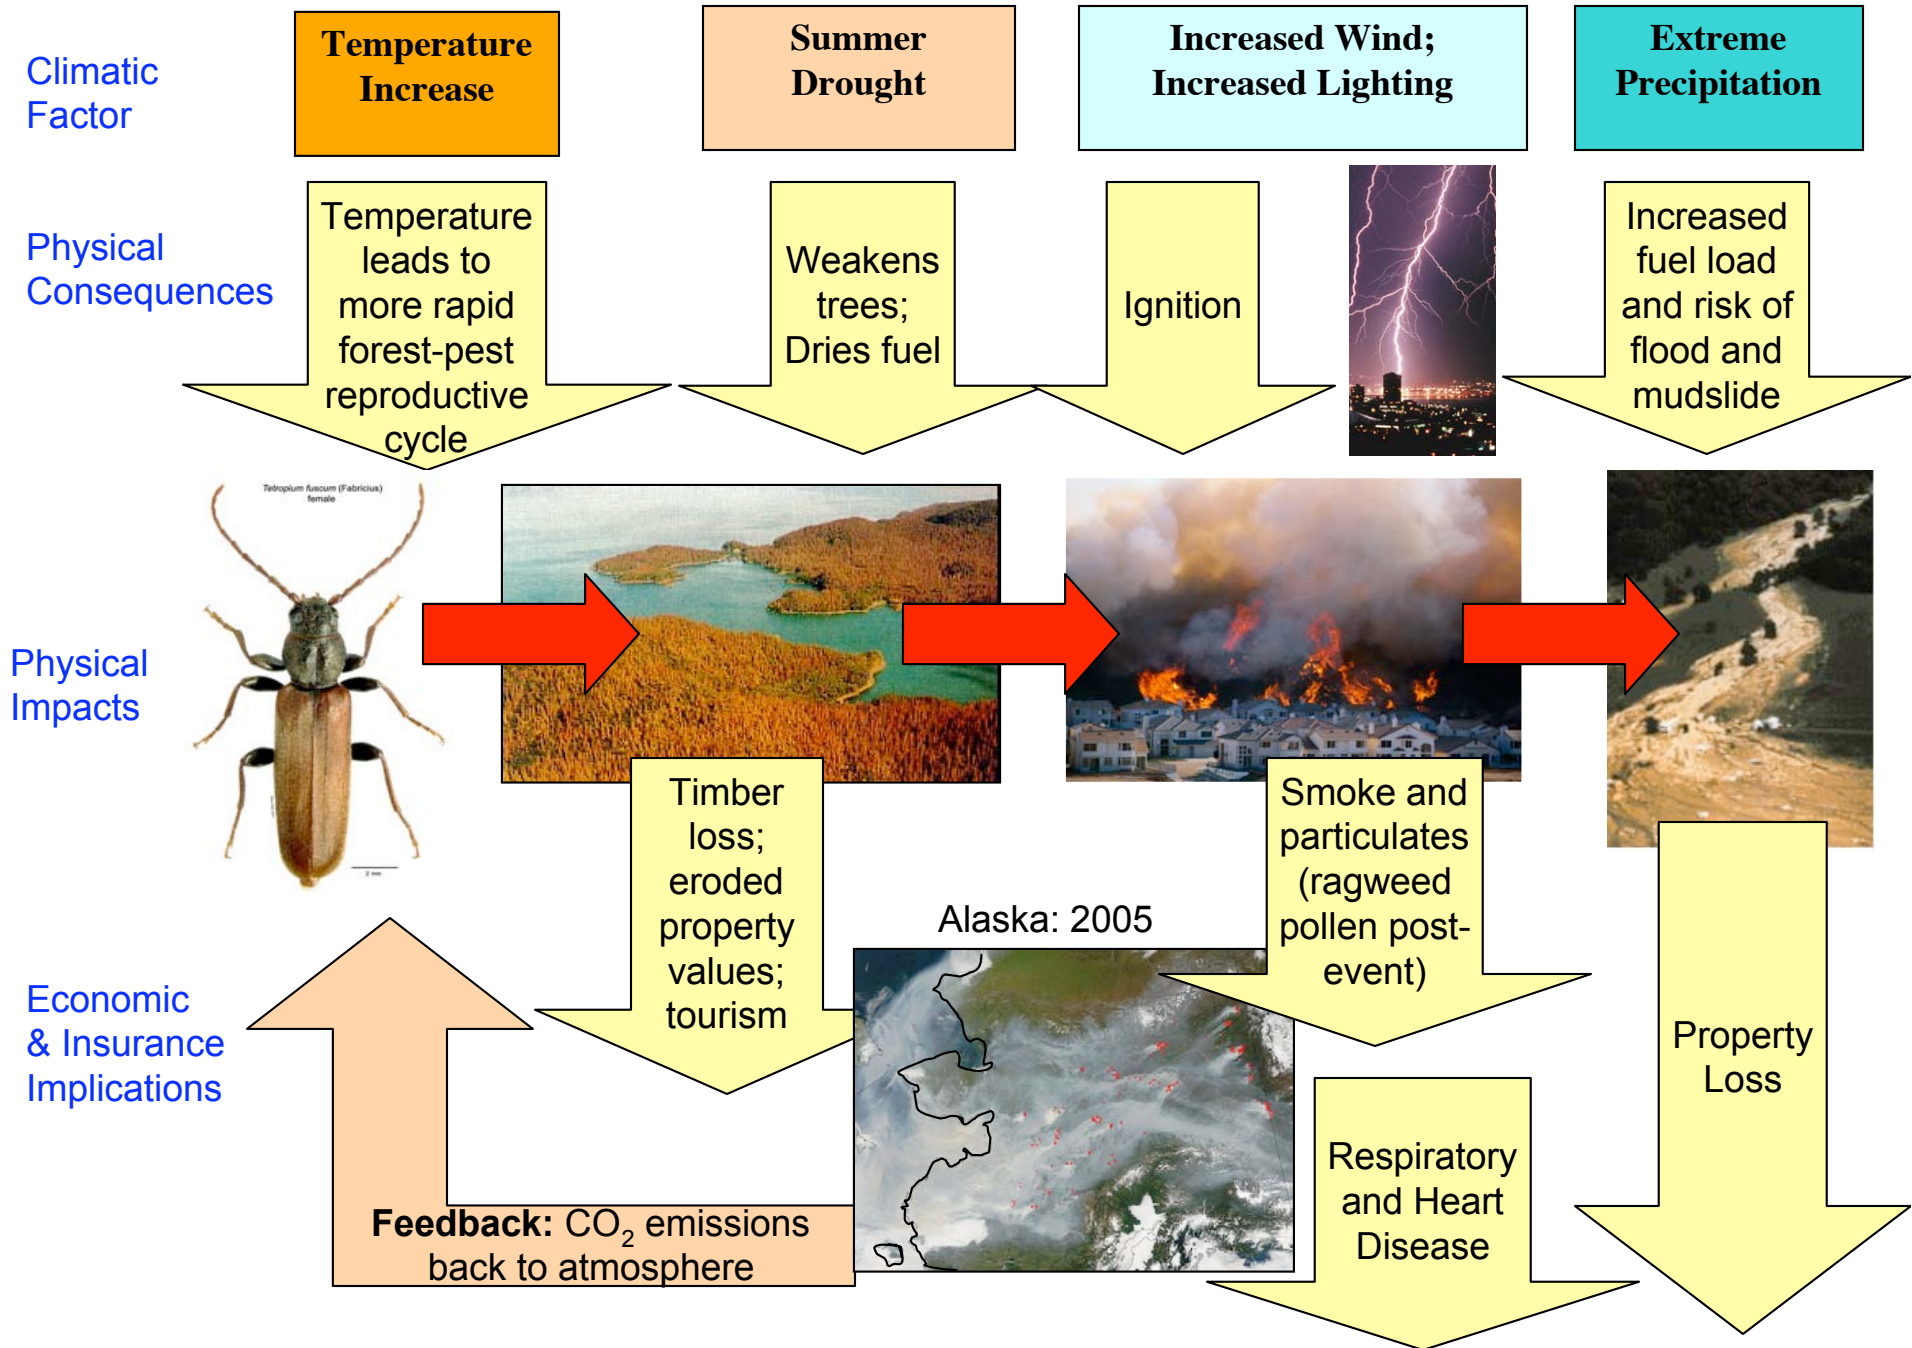 Climatic
Factor
Temperature
Increase
Summer
Drought
Increased Wind;
Increased Lighting
Extreme
Precipitation
Physical
Consequences
Temperature
leads to
more rapid
forest-pest
reproductive
cycle
Weakens
trees;
Dries fuel
Ignition
Increased
fuel load
and risk of
flood and
mudslide
Physical
Impacts
Tetropium fuscum (Fabricius)
female
2 mm
Economic
& Insurance
Implications
Timber
loss;
eroded
property
values;
tourism
Alaska: 2005
Smoke and
particulates
(ragweed
pollen post-
event)
Respiratory
and Heart
Disease
Property
Loss
Feedback: CO₂ emissions
back to atmosphere